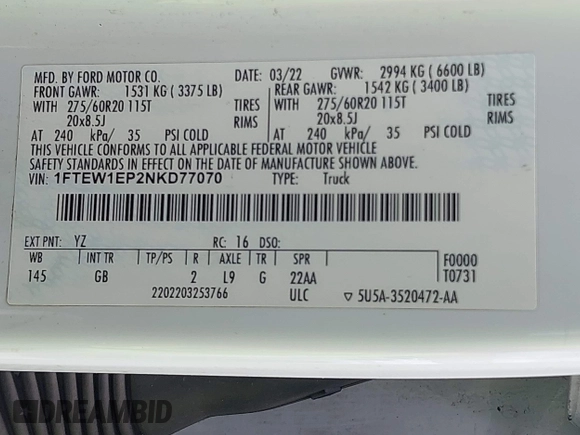 MFD. BY FORD MOTOR CO. DATE: 03/22 GVWR: 2994 KG ( 6600 LB)
FRONT GAWR: 1531 KG ( 3375 LB) REAR GAWR: 1542 KG ( 3400 LB)
WITH 275/60R20 115T TIRES WITH 275/60R20 115T TIRES
20x8.5J RIMS 20x8.5J RIMS
AT 240 kPa/ 35 PSI COLD AT 240 kPa/ 35 PSI COLD
THIS VEHICLE CONFORMS TO ALL APPLICABLE FEDERAL MOTOR VEHICLE
SAFETY STANDARDS IN EFFECT ON THE DATE OF MANUFACTURE SHOWN ABOVE.
VIN: 1FTEW1EP2NKD77070 TYPE: Truck
EXT PNT: YZ RC: 16 DSO:
WB INT TR TP/PS R AXLE TR SPR F0000
145 GB 2 L9 G 22AA T0731
2202203253766 ULC ▽ 5U5A-3520472-AA
DREAMBID